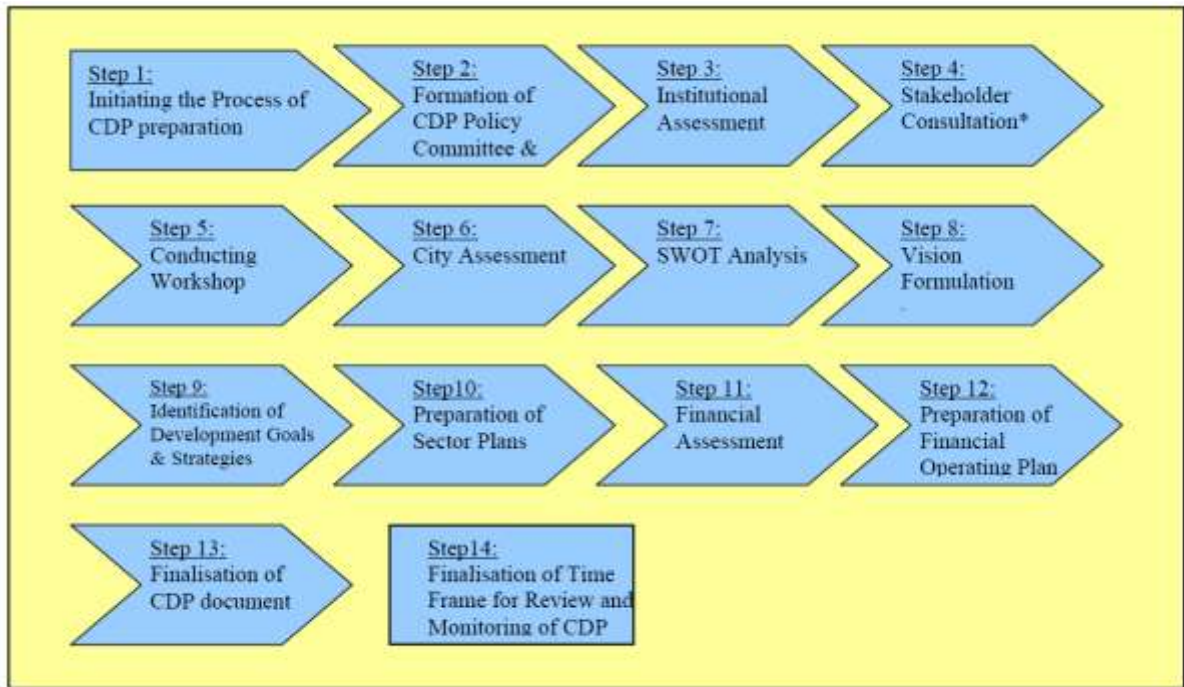 Step 1:
Initiating the Process of
CDP preparation
Step 2:
Formation of
CDP Policy
Committee &
Step 3:
Institutional
Assessment
Step 4:
Stakeholder
Consultation*
Step 5:
Conducting
Workshop
Step 6:
City Assessment
Step 7:
SWOT Analysis
Step 8:
Vision
Formulation
Step 9:
Identification of
Development Goals
& Strategies
Step10:
Preparation of
Sector Plans
Step 11:
Financial
Assessment
Step 12:
Preparation of
Financial
Operating Plan
Step 13:
Finalisation of
CDP document
Step14:
Finalisation of Time
Frame for Review and
Monitoring of CDP